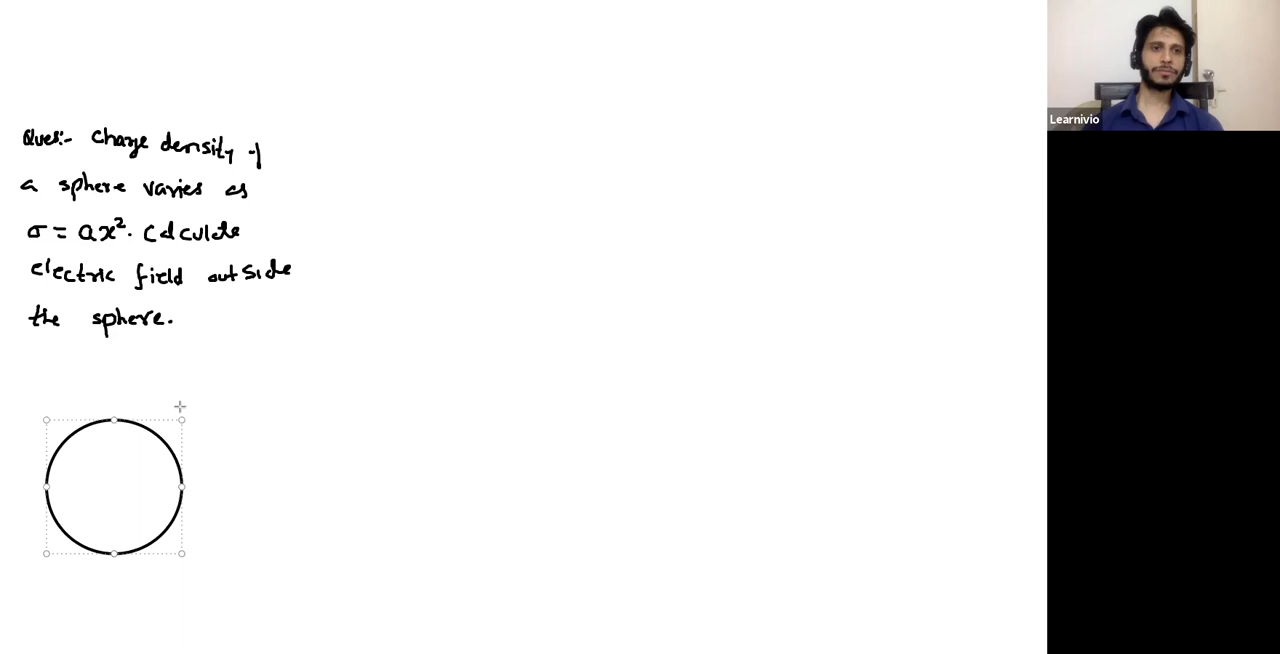 Ques:- Charge density of
a sphere varies as
σ = ax². Calculate
electric field outside
the sphere.
Learnivio